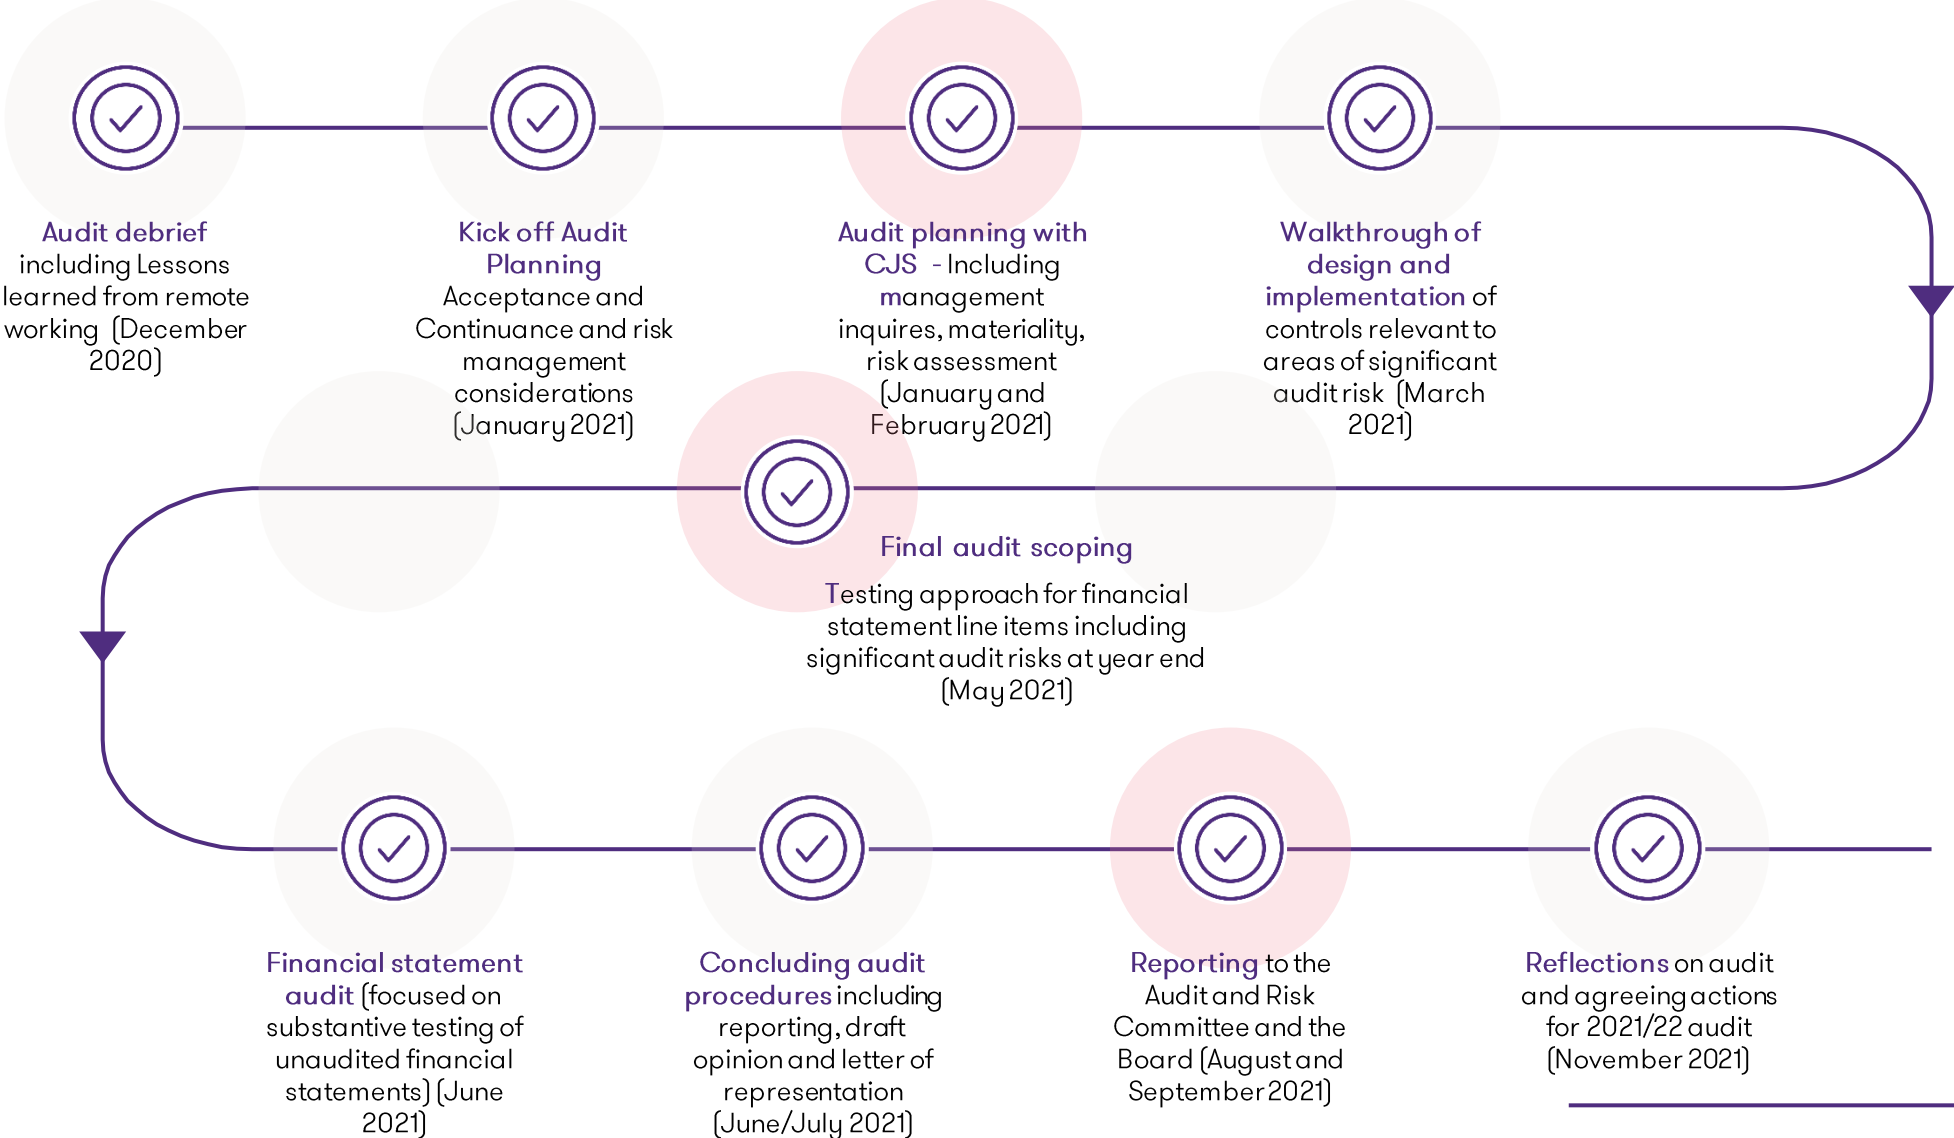 Audit debrief
including Lessons
learned from remote
working (December
2020)
Kick off Audit
Planning
Acceptance and
Continuance and risk
management
considerations
(January 2021)
Audit planning with
CJS - Including
management
inquires, materiality,
risk assessment
(January and
February 2021)
Walkthrough of
design and
implementation of
controls relevant to
areas of significant
audit risk (March
2021)
Final audit scoping
Testing approach for financial
statement line items including
significant audit risks at year end
(May 2021)
Financial statement
audit (focused on
substantive testing of
unaudited financial
statements) (June
2021)
Concluding audit
procedures including
reporting, draft
opinion and letter of
representation
(June/July 2021)
Reporting to the
Audit and Risk
Committee and the
Board (August and
September 2021)
Reflections on audit
and agreeing actions
for 2021/22 audit
(November 2021)